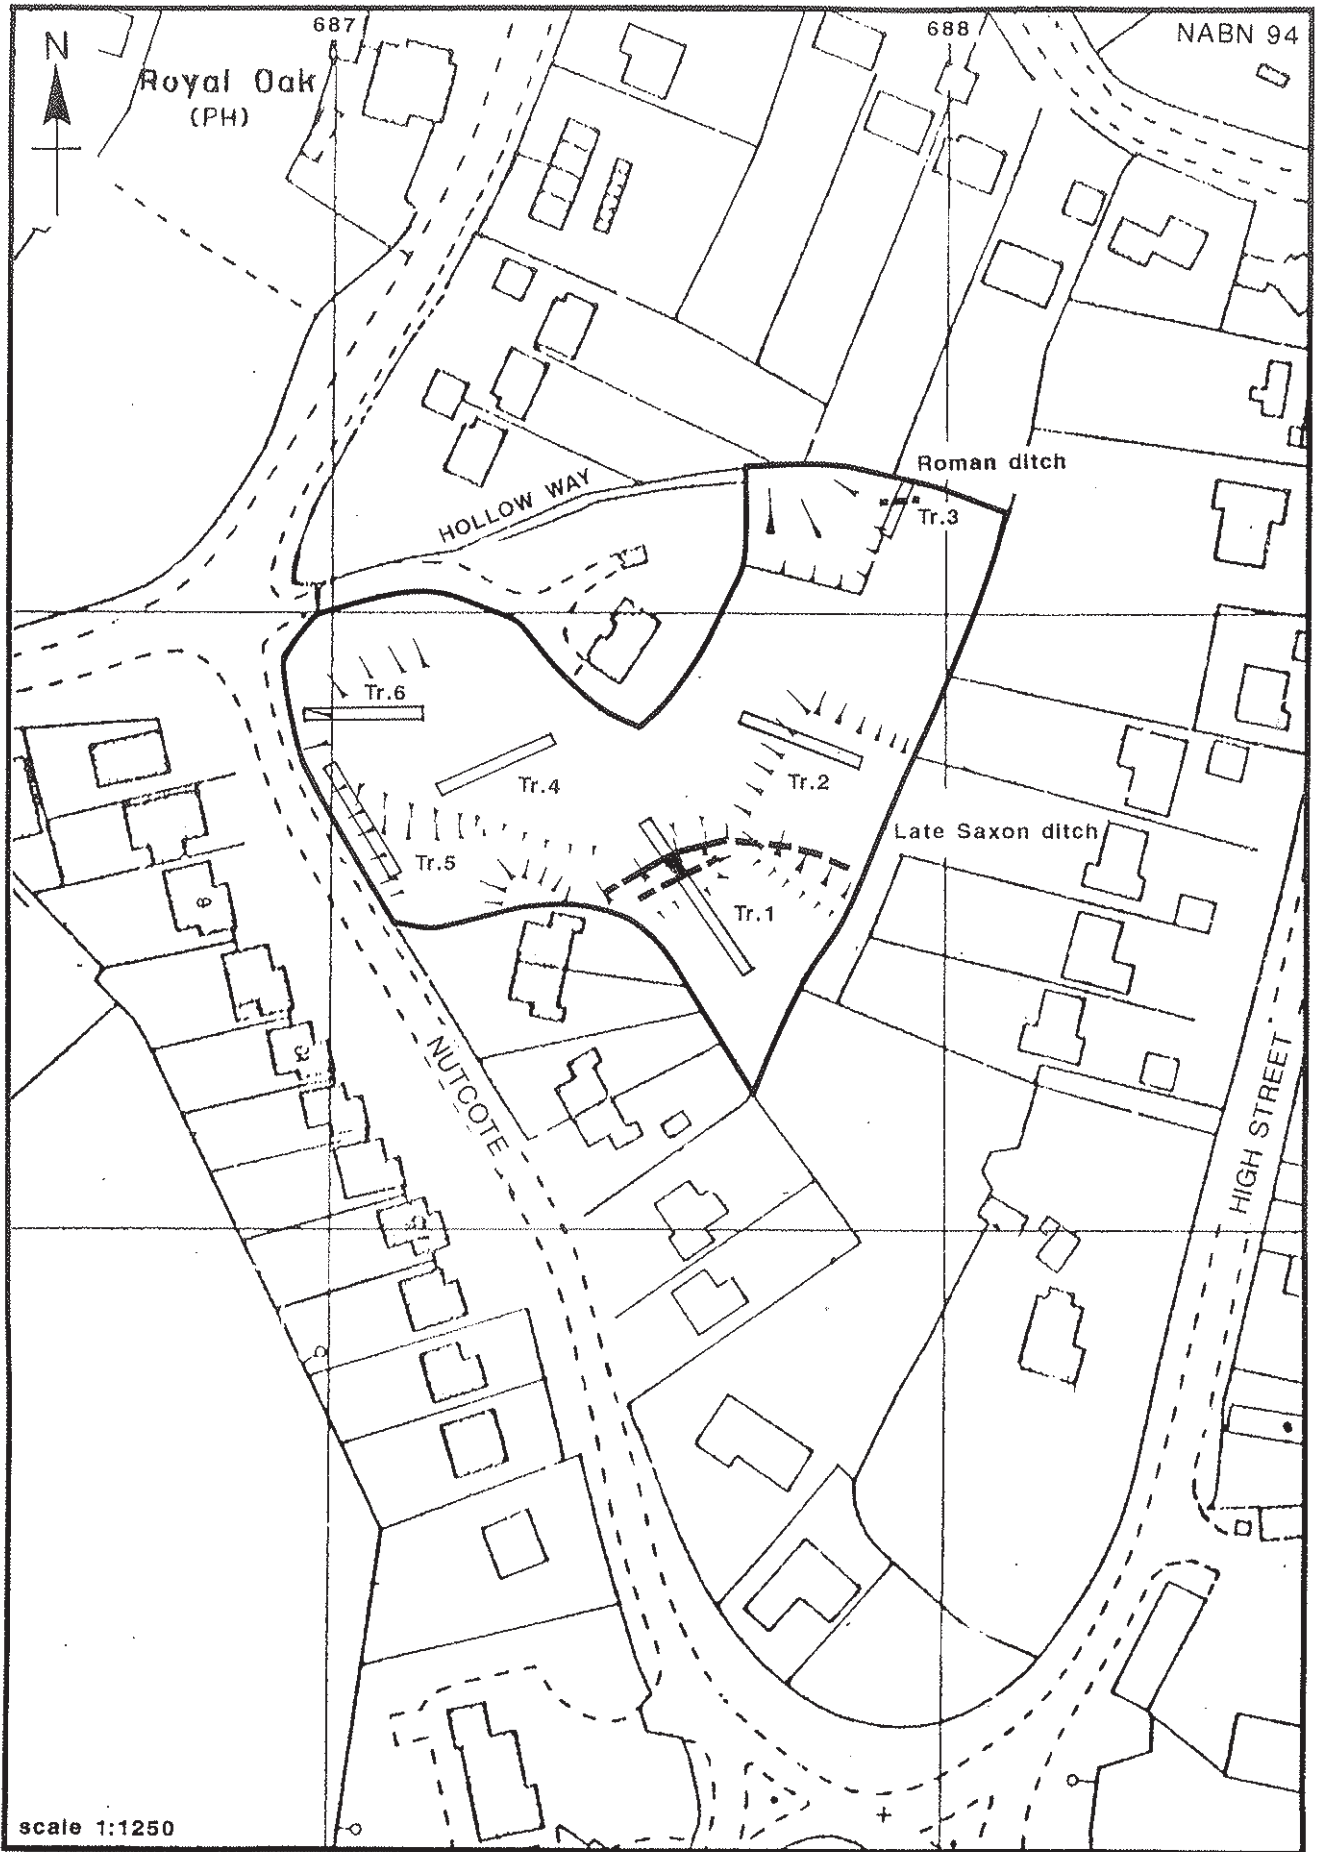 687
688
NABN 94
N
Royal Oak
(PH)
Roman ditch
Tr.3
HOLLOW WAY
Tr.6
Tr.4
Tr.2
Tr.5
Late Saxon ditch
Tr.1
NUTCOTE
HIGH STREET
scale 1:1250